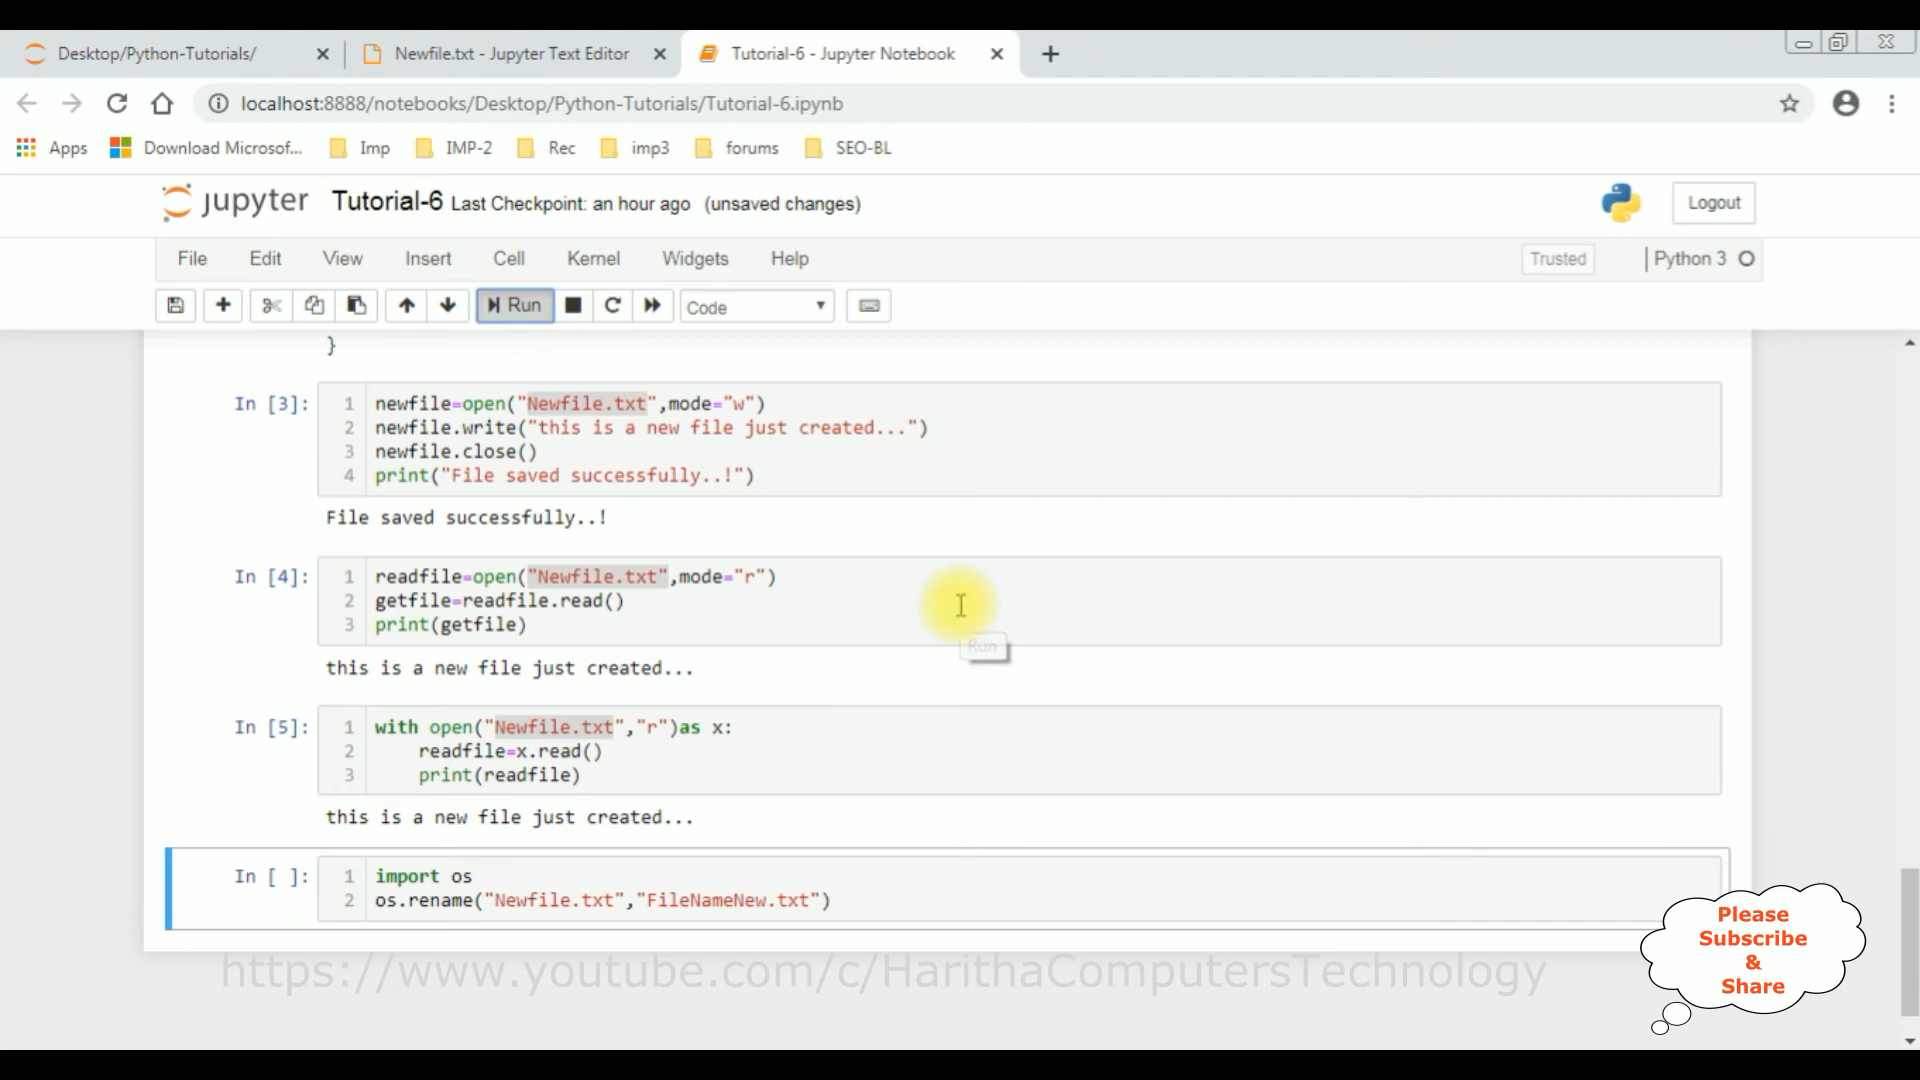 Desktop/Python-Tutorials/
Newfile.txt - Jupyter Text Editor
Tutorial-6 - Jupyter Notebook
localhost:8888/notebooks/Desktop/Python-Tutorials/Tutorial-6.ipynb
Apps
Download Microsof...
Imp
IMP-2
Rec
imp3
forums
SEO-BL
jupyter Tutorial-6 Last Checkpoint: an hour ago (unsaved changes)
Logout
File Edit View Insert Cell Kernel Widgets Help
Trusted
Python 3
Run
Code
}
In [3]:
1 newfile=open("Newfile.txt",mode="w")
2 newfile.write("this is a new file just created...")
3 newfile.close()
4 print("File saved successfully..!")
File saved successfully..!
In [4]:
1 readfile=open("Newfile.txt",mode="r")
2 getfile=readfile.read()
3 print(getfile)
Run
this is a new file just created...
In [5]:
1 with open("Newfile.txt","r")as x:
2     readfile=x.read()
3     print(readfile)
this is a new file just created...
In [ ]:
1 import os
2 os.rename("Newfile.txt","FileNameNew.txt")
https://www.youtube.com/c/HarithaComputersTechnology
Please
Subscribe
&
Share